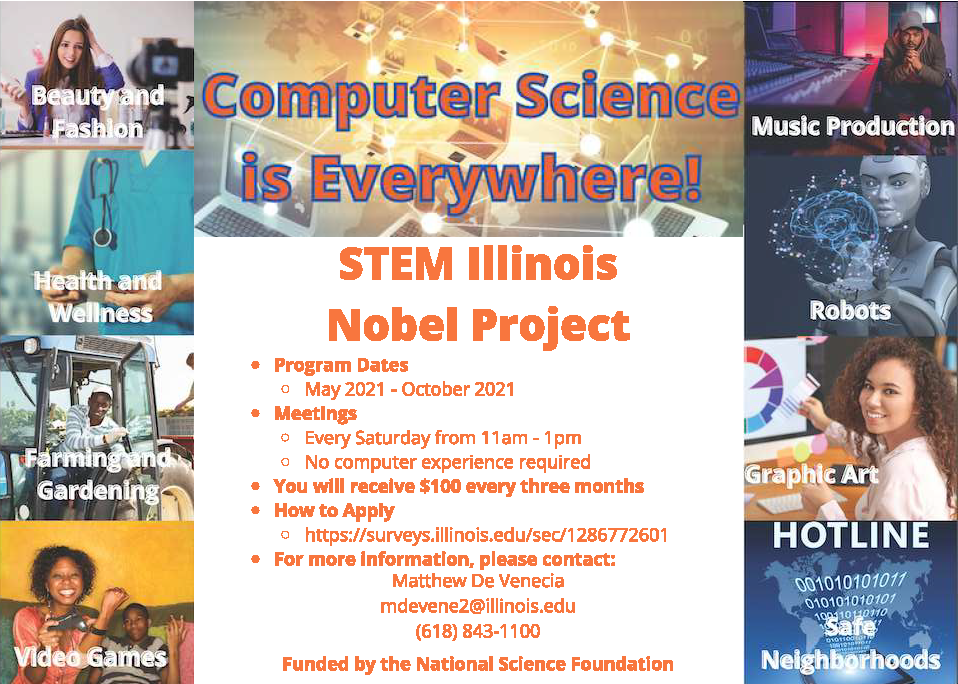 Computer Science
is Everywhere!
Beauty and
Fashion
Health and
Wellness
Farming and
Gardening
Video Games
STEM Illinois
Nobel Project
• Program Dates
○ May 2021 - October 2021
• Meetings
○ Every Saturday from 11am - 1pm
○ No computer experience required
• You will receive $100 every three months
• How to Apply
○ https://surveys.illinois.edu/sec/1286772601
• For more information, please contact:
Matthew De Venecia
mdevene2@illinois.edu
(618) 843-1100
Funded by the National Science Foundation
Music Production
Robots
Graphic Art
HOTLINE
001010101011
010101010101
Safe
Neighborhoods